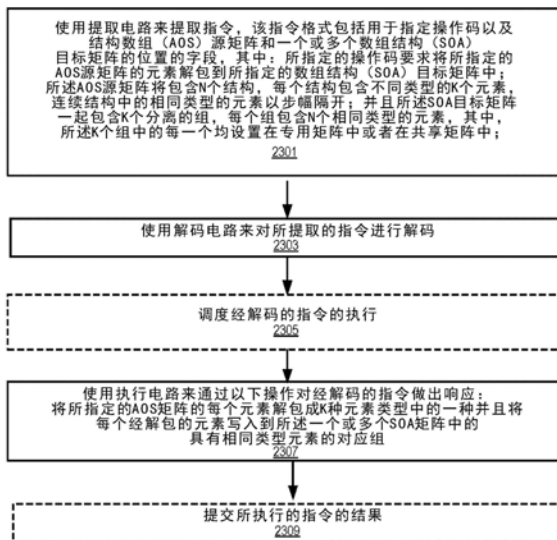 使用提取电路来提取指令，该指令格式包括用于指定操作码以及
结构数组（AOS）源矩阵和一个或多个数组结构（SOA）
目标矩阵的位置的字段，其中：所指定的操作码要求将所指定的
AOS源矩阵的元素解包到所指定的数组结构（SOA）目标矩阵中；
所述AOS源矩阵将包含N个结构，每个结构包含不同类型的K个元素，
连续结构中的相同类型的元素以步幅隔开；并且所述SOA目标矩阵
一起包含K个分离的组，每个组包含N个相同类型的元素，其中，
所述K个组中的每一个均设置在专用矩阵中或者在共享矩阵中；
2301
使用解码电路来对所提取的指令进行解码
2303
调度经解码的指令的执行
2305
使用执行电路来通过以下操作对经解码的指令做出响应：
将所指定的AOS矩阵的每个元素解包成K种元素类型中的一种并且将
每个经解包的元素写入到所述一个或多个SOA矩阵中的
具有相同类型元素的对应组
2307
提交所执行的指令的结果
2309